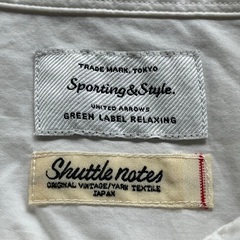 TRADE MARK. TOKYO
Sporting & Style.
UNITED ARROWS
GREEN LABEL RELAXING
Shuttle notes
ORIGINAL VINTAGE/YARN TEXTILE
JAPAN